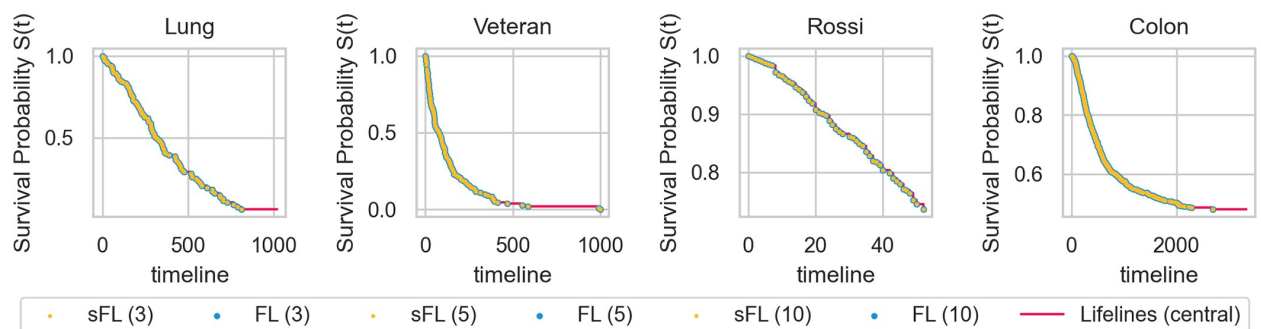 Lung
Survival Probability S(t)
1.0
0.5
0
500
1000
timeline
Veteran
Survival Probability S(t)
1.0
0.5
0.0
0
500
1000
timeline
Rossi
Survival Probability S(t)
1.0
0.9
0.8
0
20
40
timeline
Colon
Survival Probability S(t)
1.0
0.8
0.6
0
2000
timeline
sFL (3) FL (3) sFL (5) FL (5) sFL (10) FL (10) Lifelines (central)